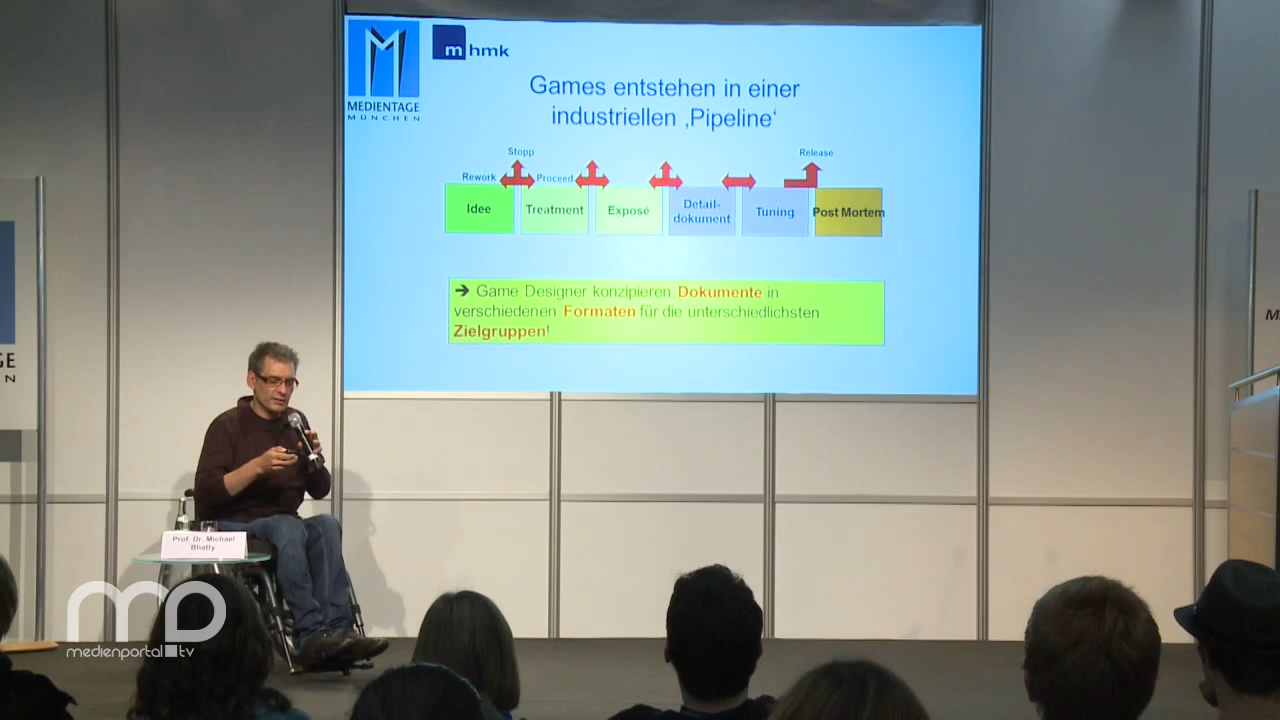 MEDIENTAGE
MÜNCHEN
m hmk
Games entstehen in einer
industriellen ‚Pipeline‘
Stopp
Release
Rework
Proceed
Idee
Treatment
Exposé
Detail-
dokument
Tuning
Post Mortem
➔ Game Designer konzipieren Dokumente in
verschiedenen Formaten für die unterschiedlichsten
Zielgruppen!
Prof. Dr. Michael
Bhatty
medienportal.tv